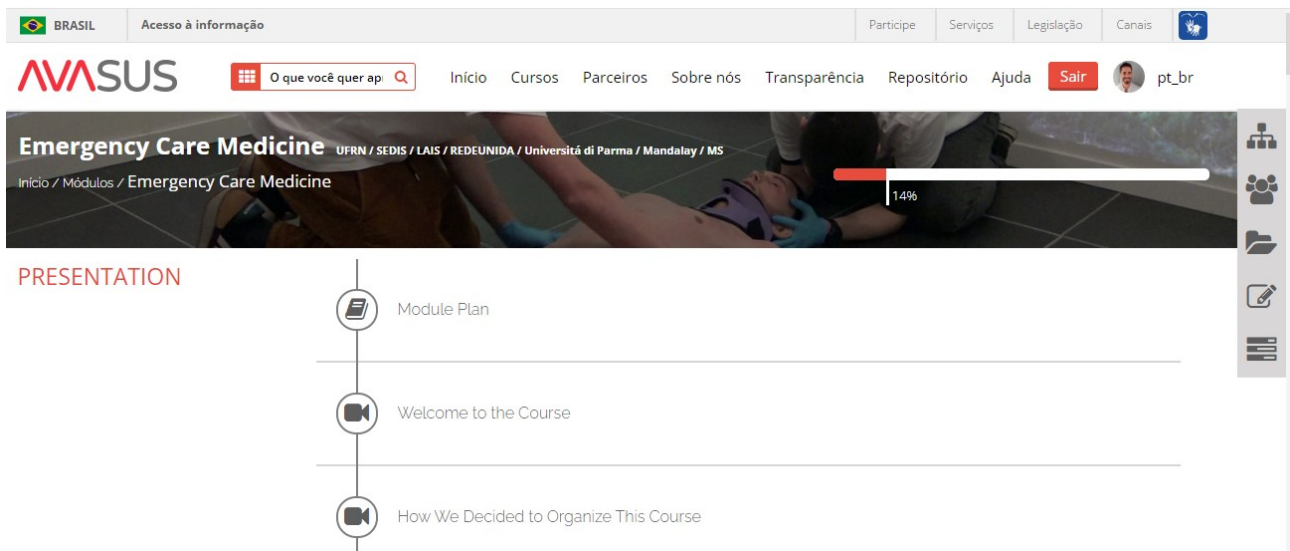 BRASIL Acesso à informação Participe Serviços Legislação Canais
AVASUS O que você quer apr Início Cursos Parceiros Sobre nós Transparência Repositório Ajuda Sair pt_br
Emergency Care Medicine UFRN / SEDIS / LAIS / REDEUNIDA / Universitá di Parma / Mandalay / MS
Início / Módulos / Emergency Care Medicine
14%
PRESENTATION
Module Plan
Welcome to the Course
How We Decided to Organize This Course